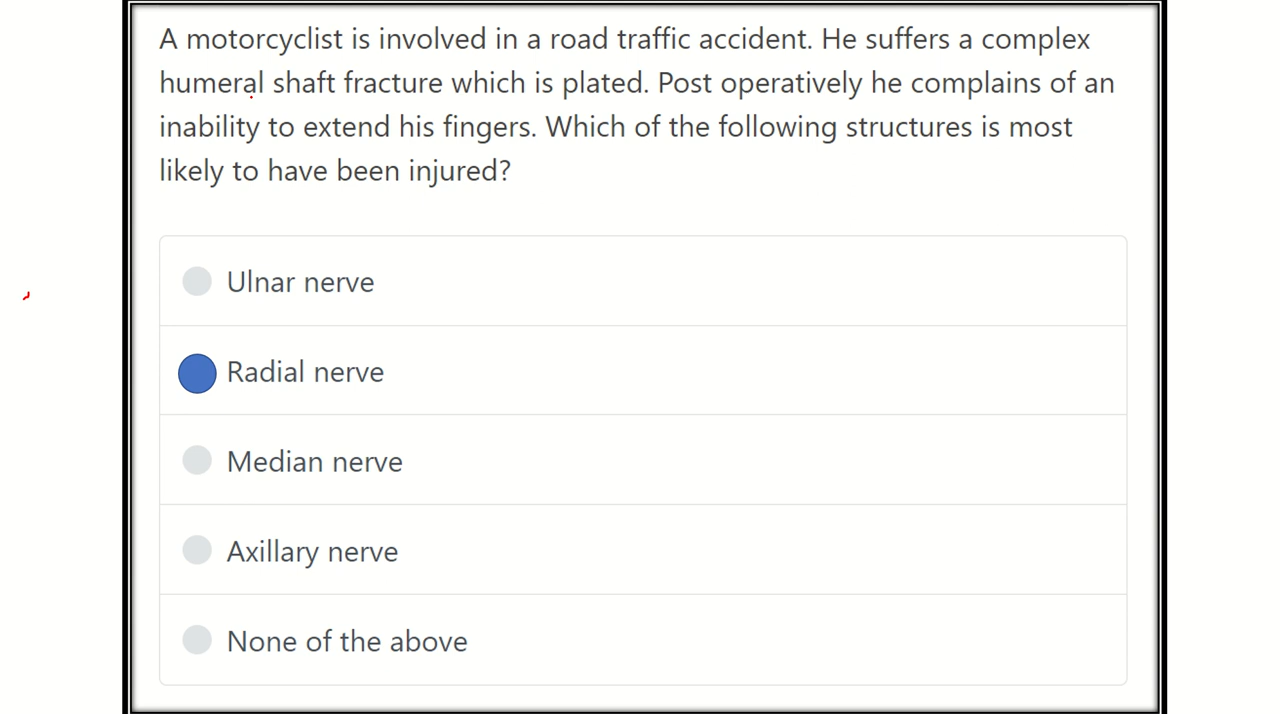 A motorcyclist is involved in a road traffic accident. He suffers a complex
humeral shaft fracture which is plated. Post operatively he complains of an
inability to extend his fingers. Which of the following structures is most
likely to have been injured?
Ulnar nerve
Radial nerve
Median nerve
Axillary nerve
None of the above